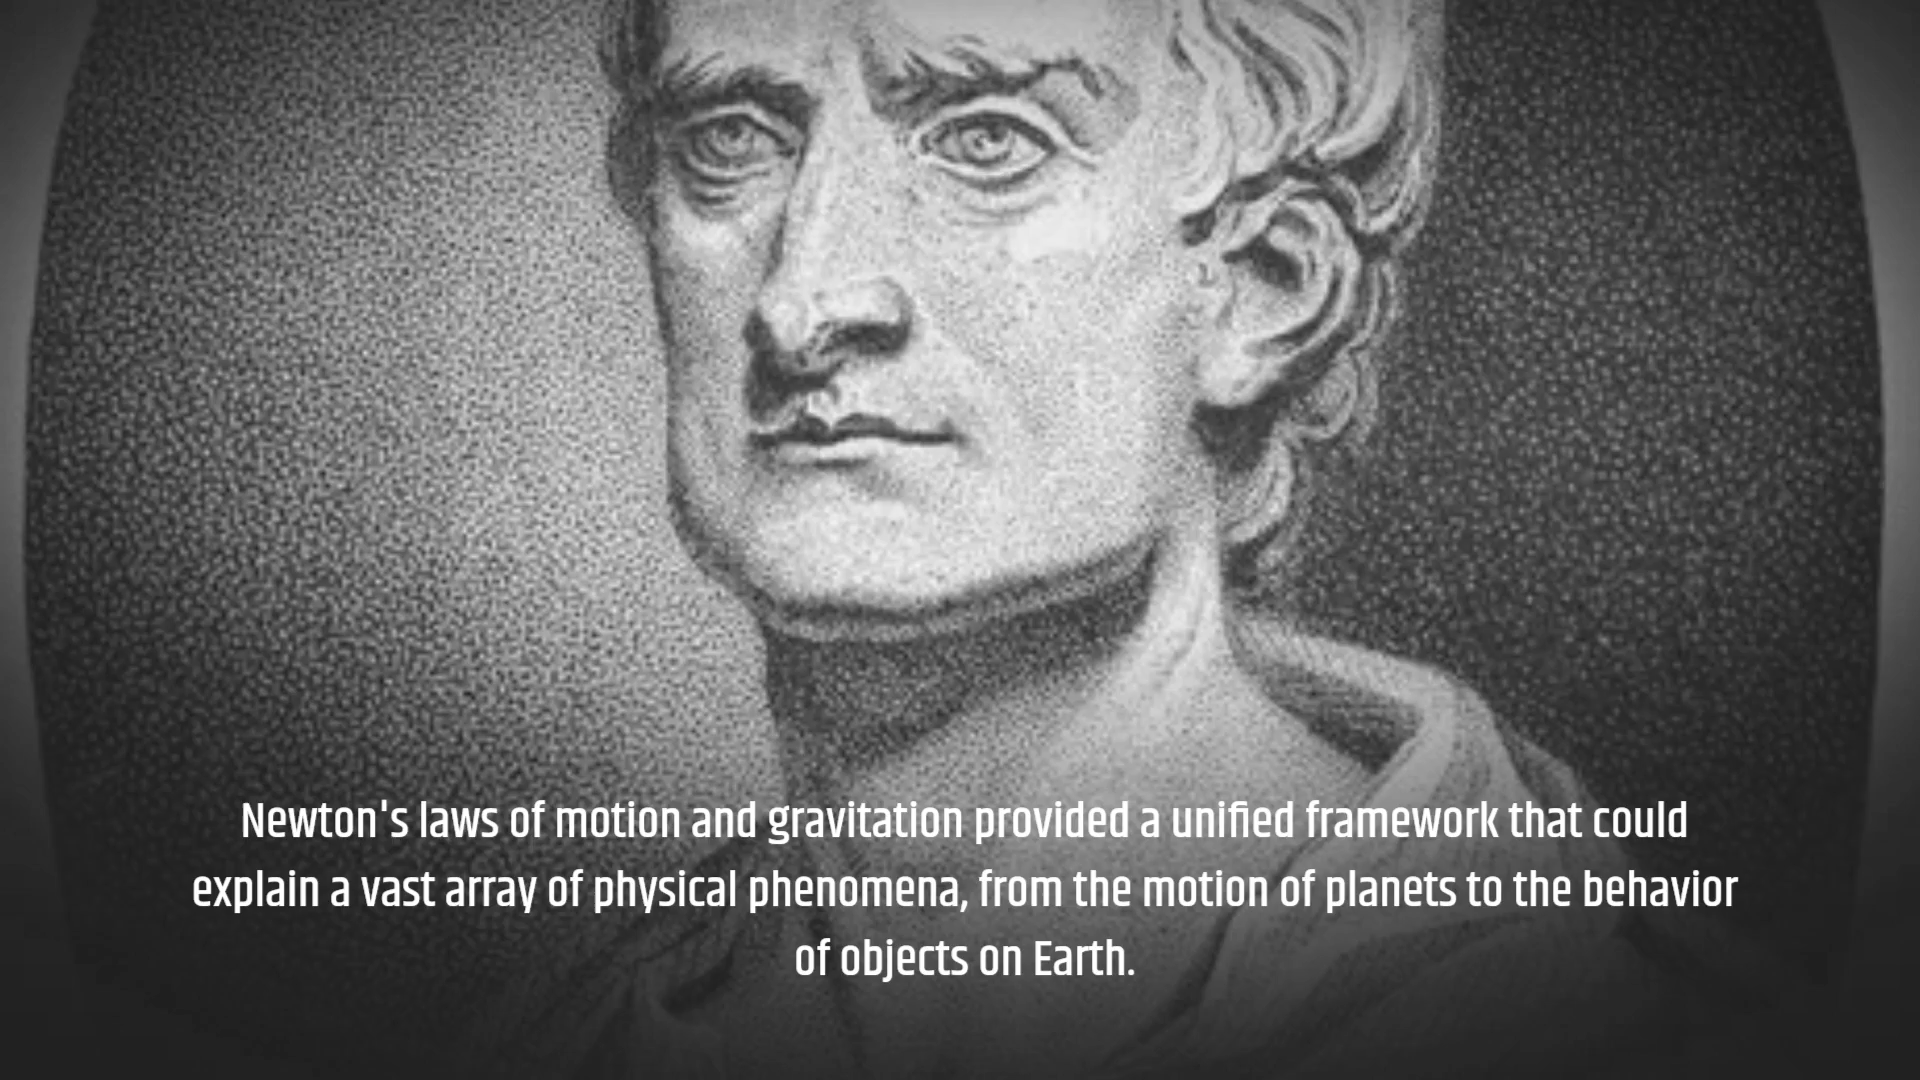 Newton's laws of motion and gravitation provided a unified framework that could
explain a vast array of physical phenomena, from the motion of planets to the behavior
of objects on Earth.